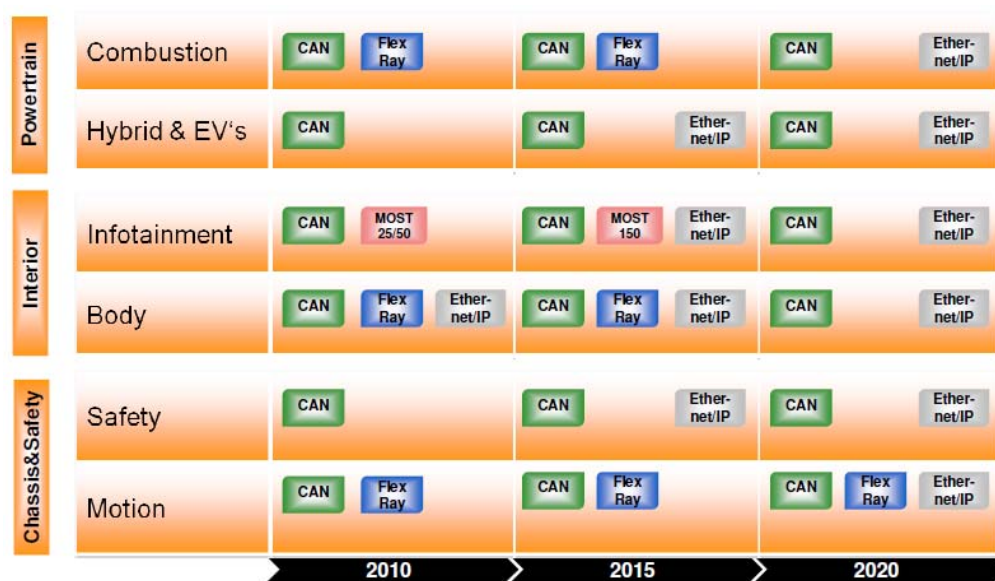 Powertrain
Combustion
CAN
Flex
Ray
CAN
Flex
Ray
CAN
Ether-
net/IP
Hybrid & EV‘s
CAN
CAN
Ether-
net/IP
CAN
Ether-
net/IP
Interior
Infotainment
CAN
MOST
25/50
CAN
MOST
150
Ether-
net/IP
CAN
Ether-
net/IP
Body
CAN
Flex
Ray
Ether-
net/IP
CAN
Flex
Ray
Ether-
net/IP
CAN
Ether-
net/IP
Chassis&Safety
Safety
CAN
CAN
Ether-
net/IP
CAN
Ether-
net/IP
Motion
CAN
Flex
Ray
CAN
Flex
Ray
CAN
Flex
Ray
Ether-
net/IP
2010
2015
2020